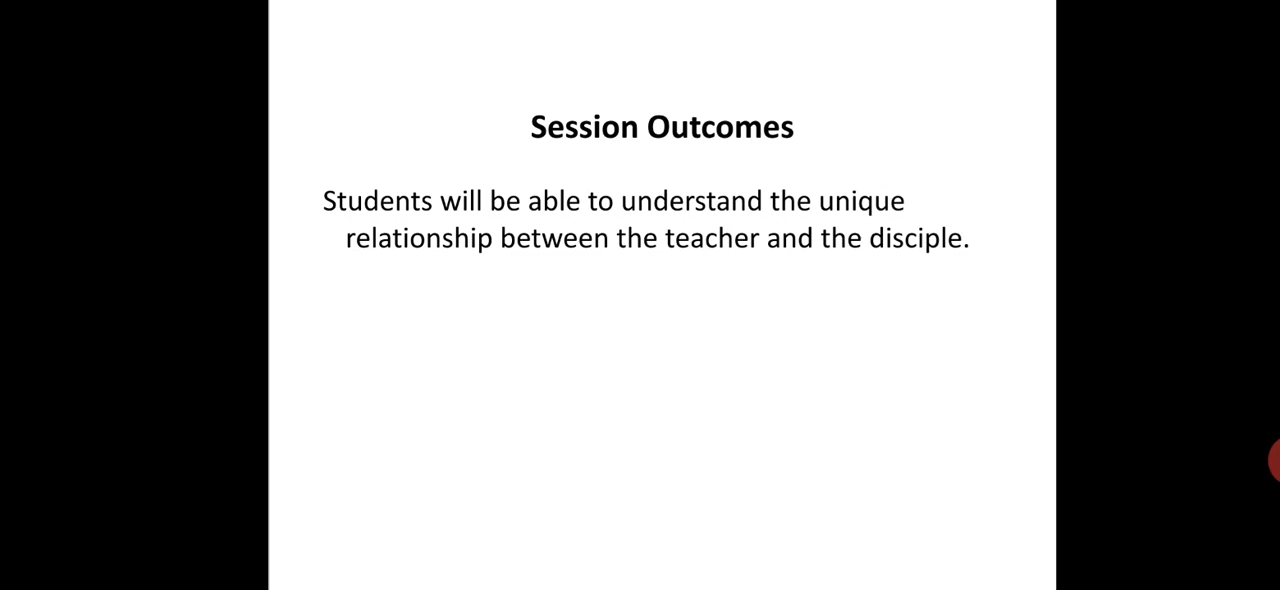 Session Outcomes
Students will be able to understand the unique
relationship between the teacher and the disciple.